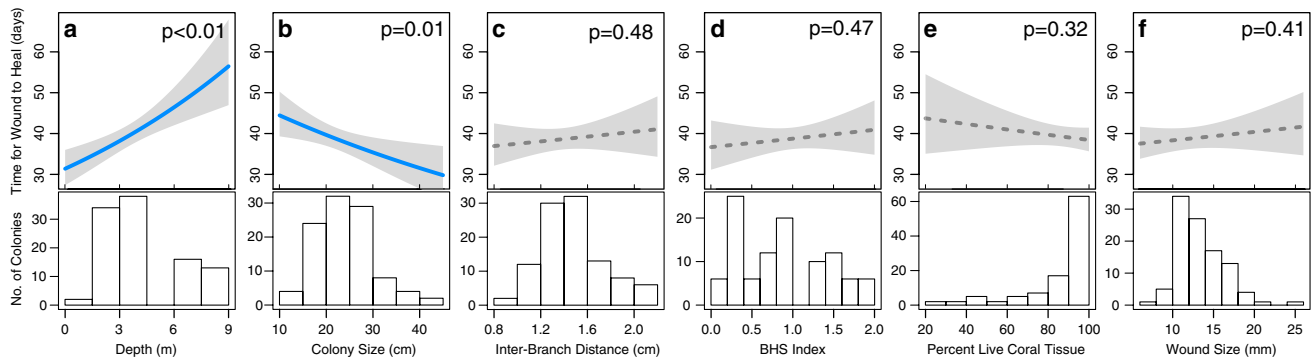 a
p<0.01
b
p=0.01
c
p=0.48
d
p=0.47
e
p=0.32
f
p=0.41
Time for Wound to Heal (days)
30 40 50 60
30 40 50 60
30 40 50 60
30 40 50 60
30 40 50 60
30 40 50 60
No. of Colonies
0 10 20 30
0 10 20 30
0 10 20 30
0 10 20
0 20 40 60
0 10 20 30
0 3 6 9
10 20 30 40
0.8 1.2 1.6 2.0
0.0 0.5 1.0 1.5 2.0
20 40 60 80 100
10 15 20 25
Depth (m)
Colony Size (cm)
Inter-Branch Distance (cm)
BHS Index
Percent Live Coral Tissue
Wound Size (mm)